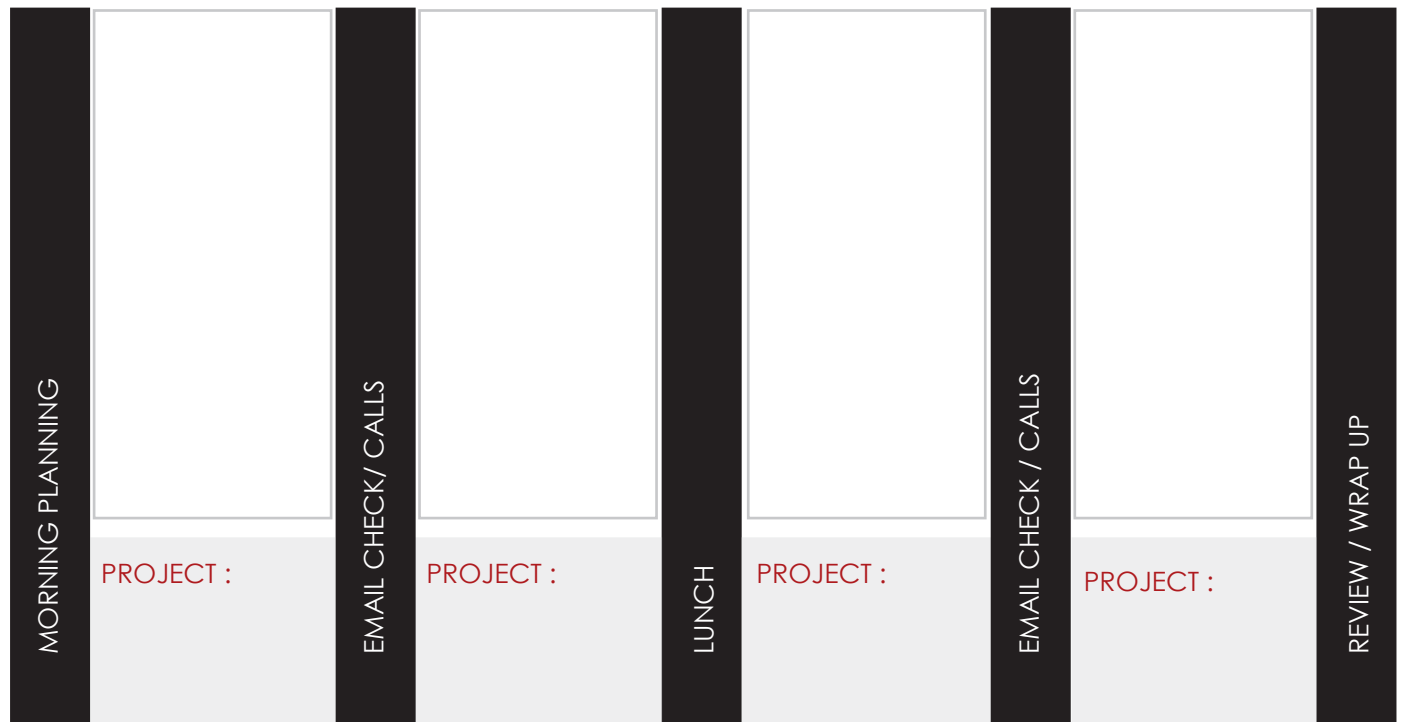 MORNING PLANNING
PROJECT :
EMAIL CHECK/ CALLS
PROJECT :
LUNCH
PROJECT :
EMAIL CHECK / CALLS
PROJECT :
REVIEW / WRAP UP